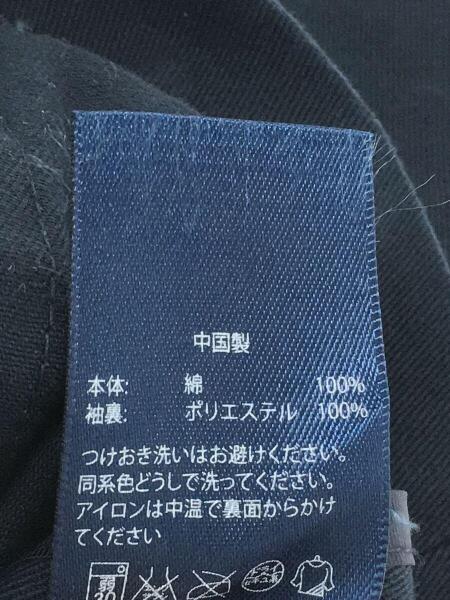 中国製
本体: 綿 100%
袖裏: ポリエステル 100%
つけおき洗いはお避けください。
同系色どうしで洗ってください。
アイロンは中温で裏面からかけ
てください
弱
30